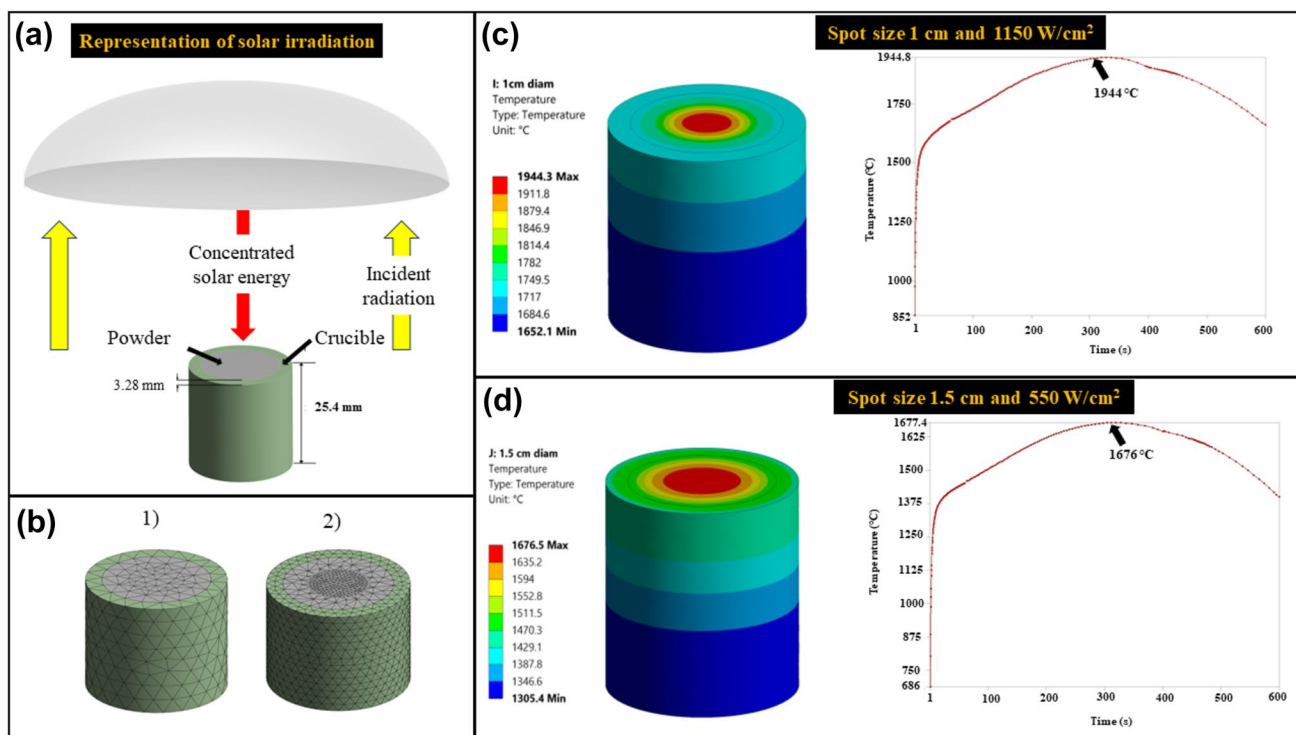 (a)
Representation of solar irradiation
Concentrated
solar energy
Incident
radiation
Powder
Crucible
3.28 mm
25.4 mm
(b)
1)
2)
(c)
Spot size 1 cm and 1150 W/cm²
I: 1cm diam
Temperature
Type: Temperature
Unit: °C
1944.3 Max
1911.8
1879.4
1846.9
1814.4
1782
1749.5
1717
1684.6
1652.1 Min
Temperature (°C)
1944.8
1750
1500
1250
1000
852
1944°C
1
100
200
300
400
500
600
Time (s)
(d)
Spot size 1.5 cm and 550 W/cm²
J: 1.5 cm diam
Temperature
Type: Temperature
Unit: °C
1676.5 Max
1635.2
1594
1552.8
1511.5
1470.3
1429.1
1387.8
1346.6
1305.4 Min
Temperature (°C)
1677.4
1625
1500
1375
1250
1125
1000
875
750
686
1676°C
1
100
200
300
400
500
600
Time (s)